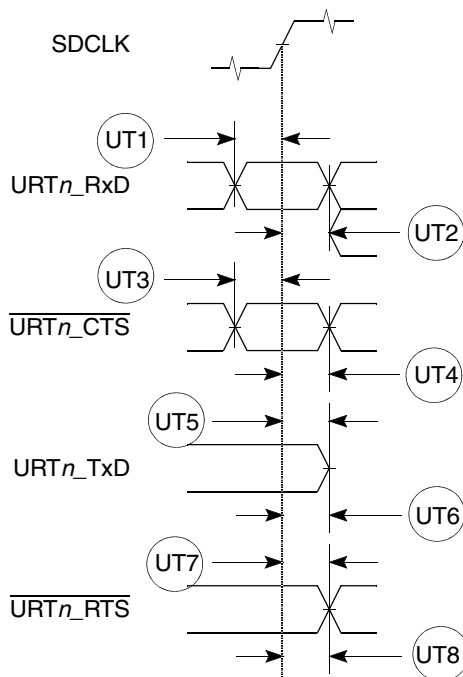 SDCLK
UT1
URTn_RxD
UT2
UT3
URTn_CTS
UT4
UT5
URTn_TxD
UT6
UT7
URTn_RTS
UT8